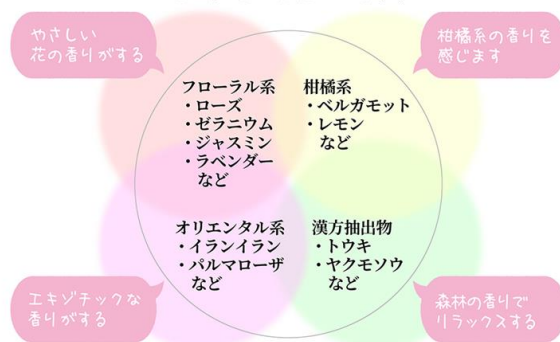 やさしい
花の香りがする
柑橘系の香りを
感じます
フローラル系
・ローズ
・ゼラニウム
・ジャスミン
・ラベンダー
など
柑橘系
・ベルガモット
・レモン
など
オリエンタル系
・イランイラン
・パルマローザ
など
漢方抽出物
・トウキ
・ヤクモソウ
など
エキゾチックな
香りがする
森林の香りで
リラックスする